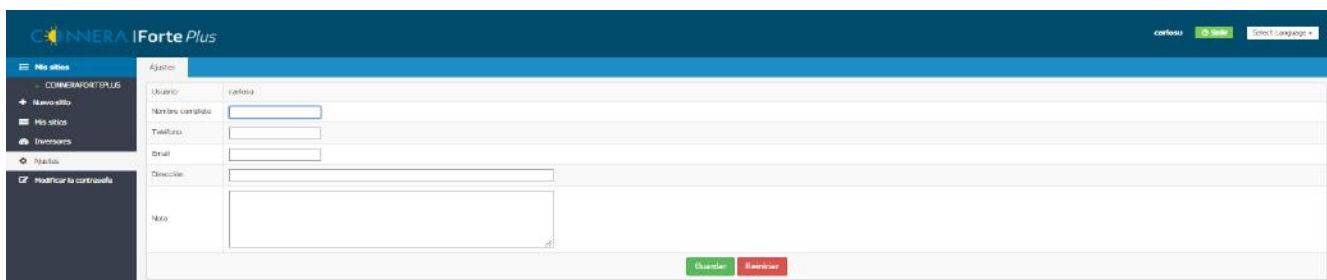 CONNERA | Forte Plus
carlosu
Salir
Select Language
Mis sitios
CONNERAFORTEPLUS
Nuevo sitio
Mis sitios
Inversores
Ajustes
Modificar la contraseña
Ajustes
Usuario carlosu
Nombre completo
Teléfono
Email
Dirección
Nota
Guardar Reiniciar